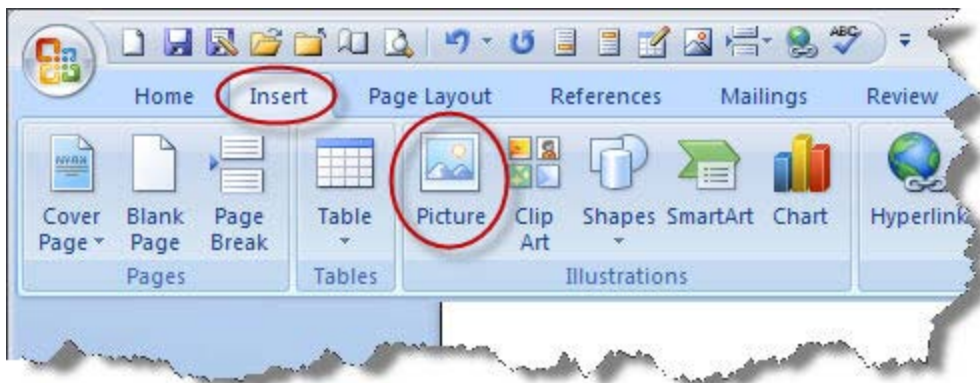 ABC
Home Insert Page Layout References Mailings Review
Cover Page Blank Page Page Break Table Picture Clip Art Shapes SmartArt Chart Hyperlink
Pages Tables Illustrations